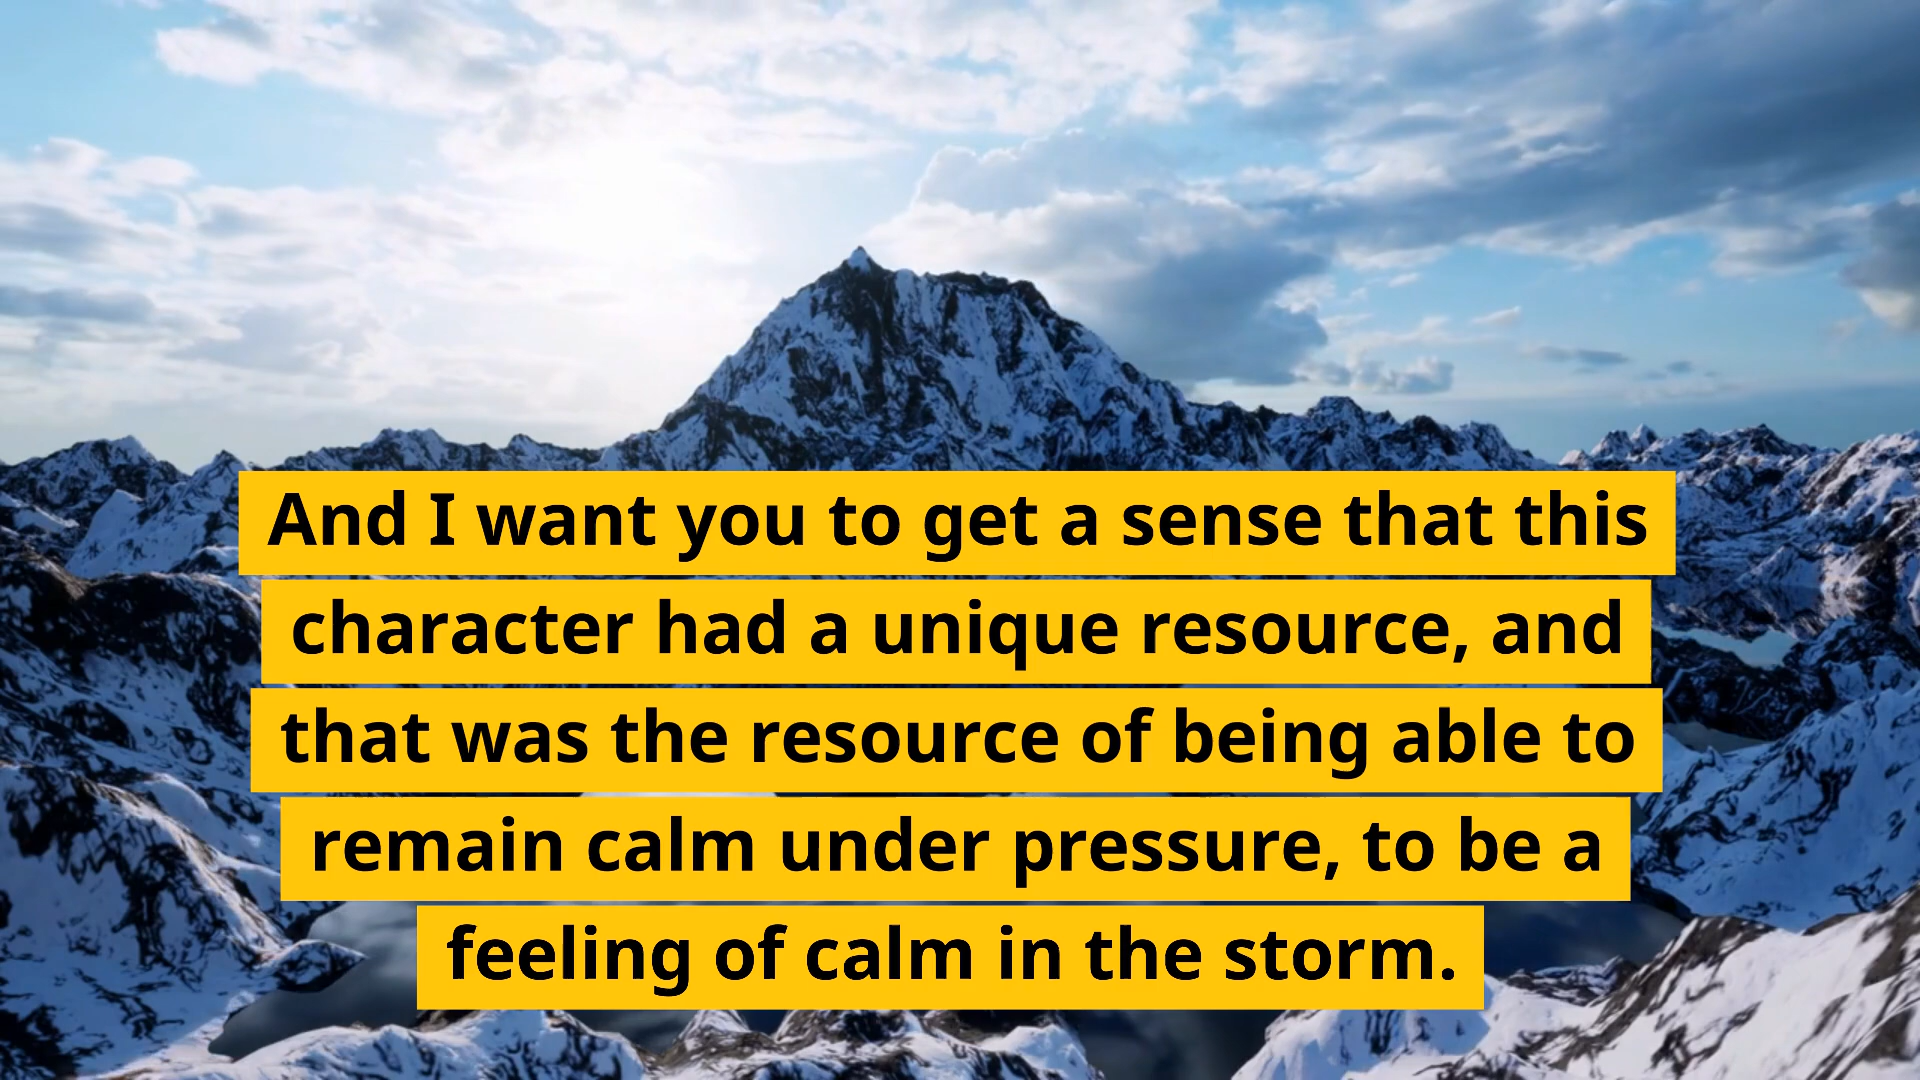 And I want you to get a sense that this
character had a unique resource, and
that was the resource of being able to
remain calm under pressure, to be a
feeling of calm in the storm.